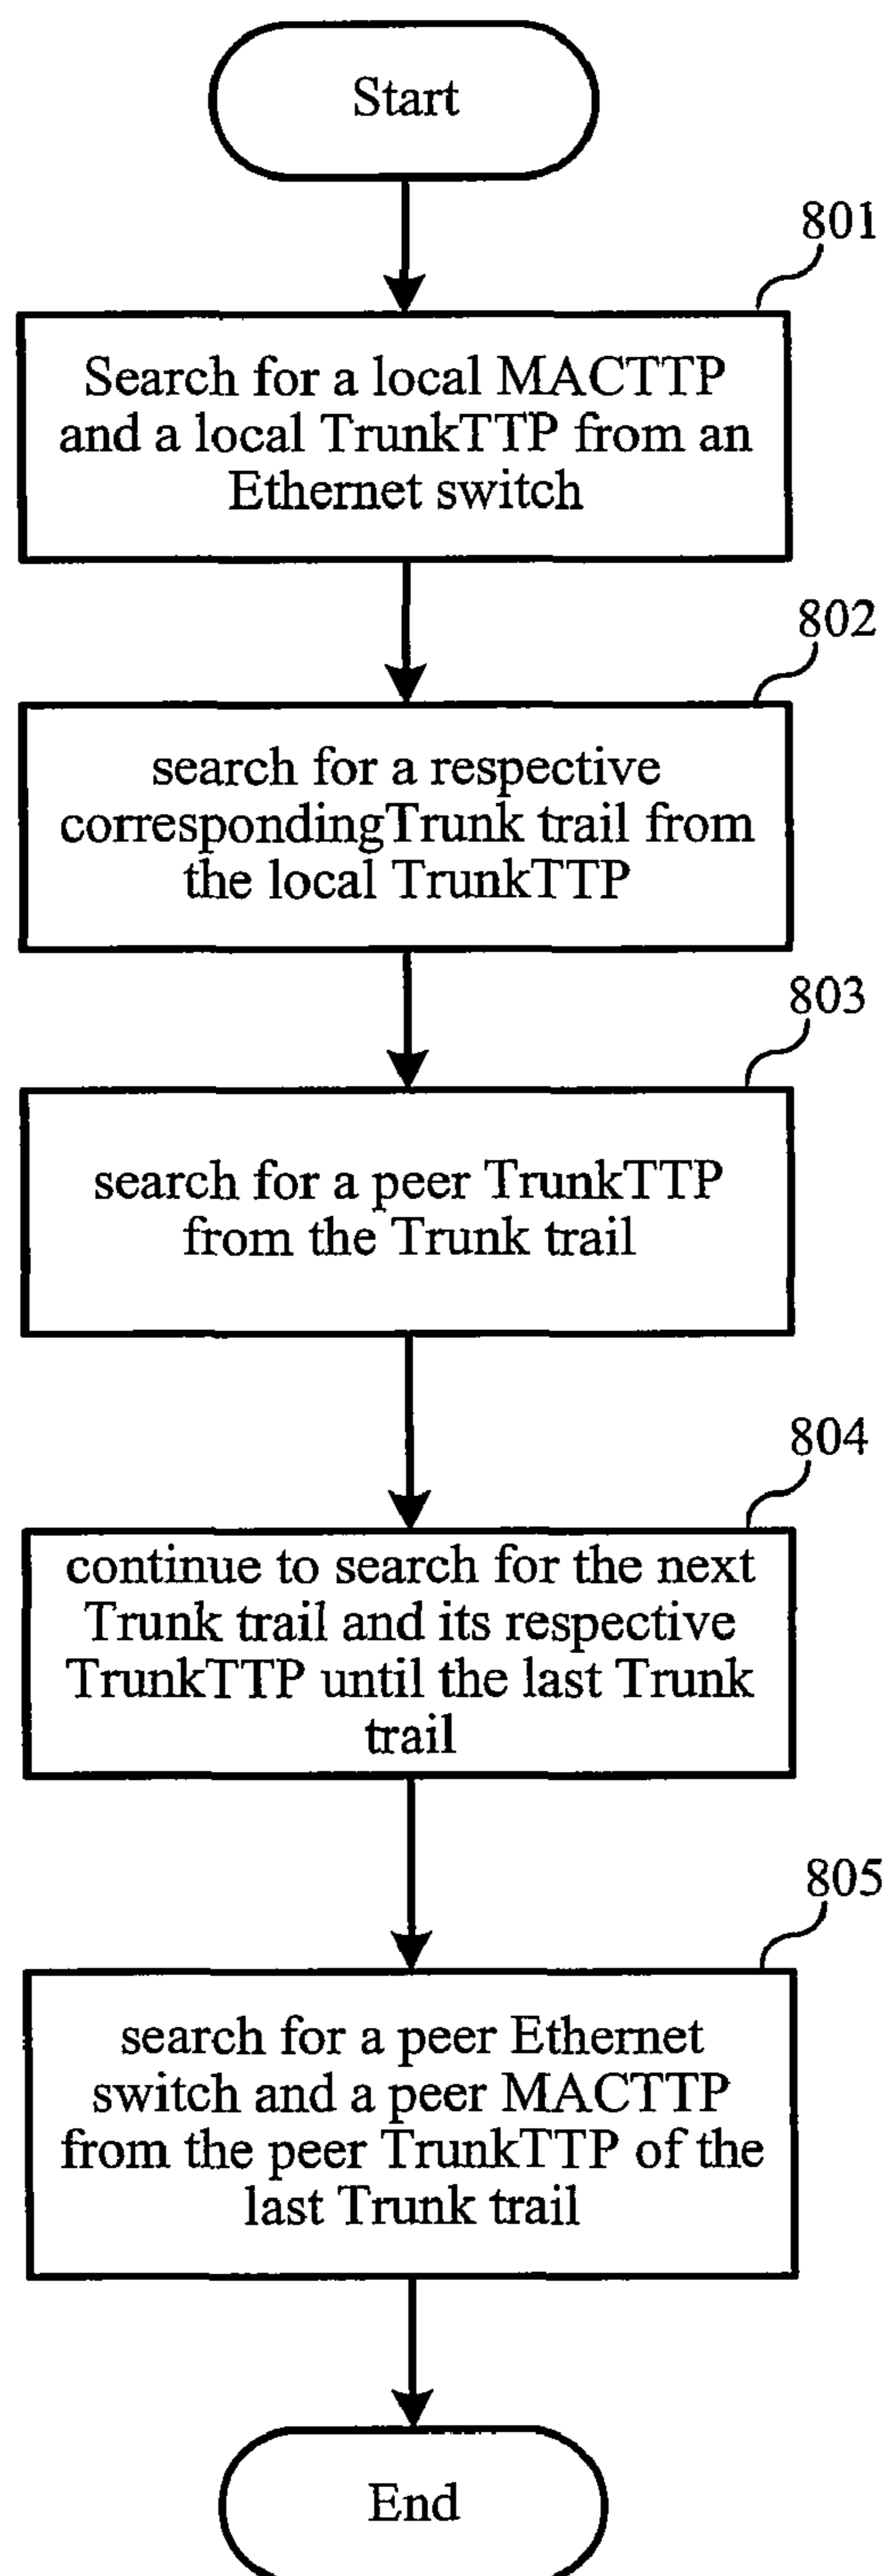 Start
801
Search for a local MACTTP
and a local TrunkTTP from an
Ethernet switch
802
search for a respective
correspondingTrunk trail from
the local TrunkTTP
803
search for a peer TrunkTTP
from the Trunk trail
804
continue to search for the next
Trunk trail and its respective
TrunkTTP until the last Trunk
trail
805
search for a peer Ethernet
switch and a peer MACTTP
from the peer TrunkTTP of the
last Trunk trail
End